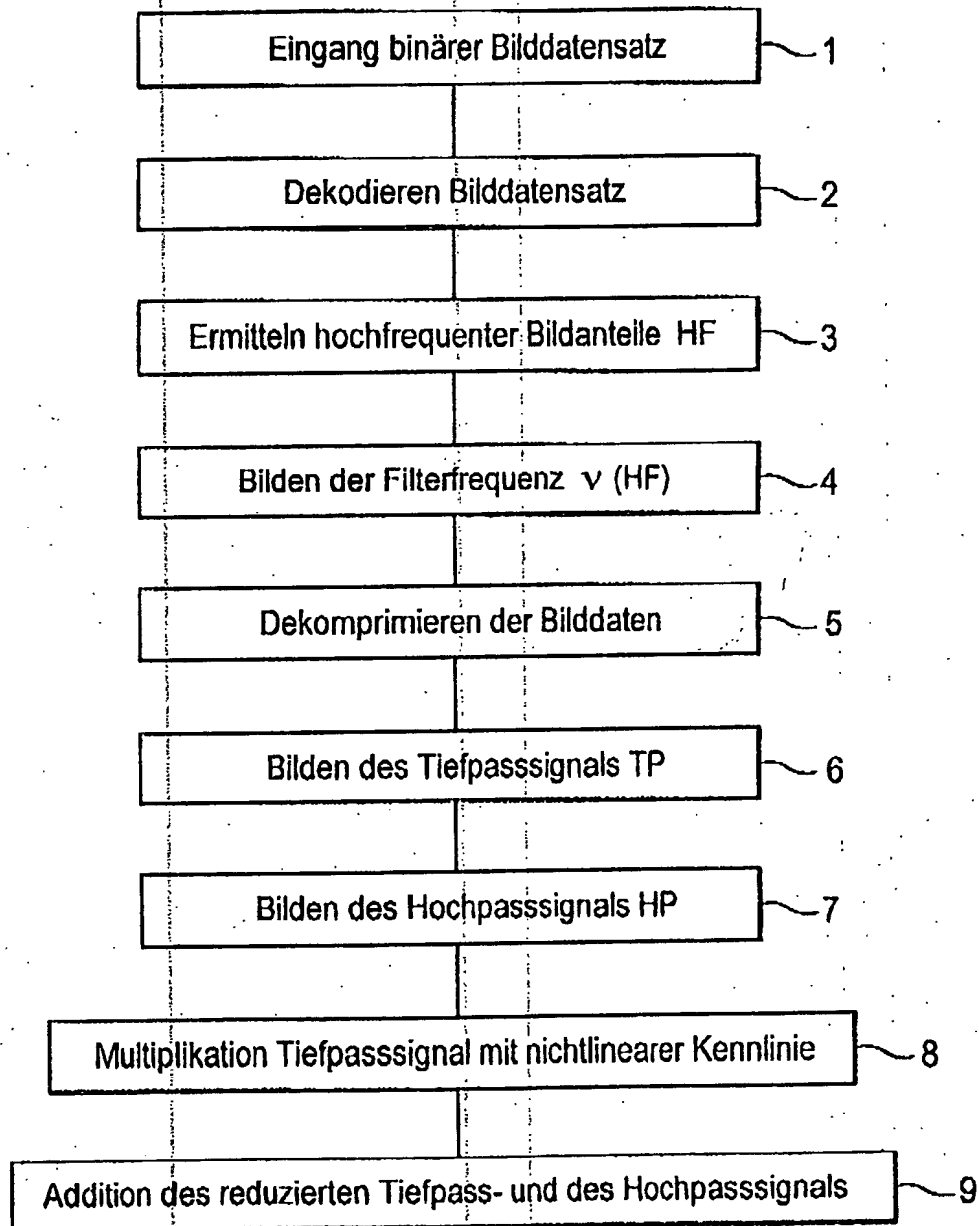 Eingang binärer Bilddatensatz 1
Dekodieren Bilddatensatz 2
Ermitteln hochfrequenter Bildanteile HF 3
Bilden der Filterfrequenz ν (HF) 4
Dekomprimieren der Bilddaten 5
Bilden des Tiefpasssignals TP 6
Bilden des Hochpasssignals HP 7
Multiplikation Tiefpasssignal mit nichtlinearer Kennlinie 8
Addition des reduzierten Tiefpass- und des Hochpasssignals 9